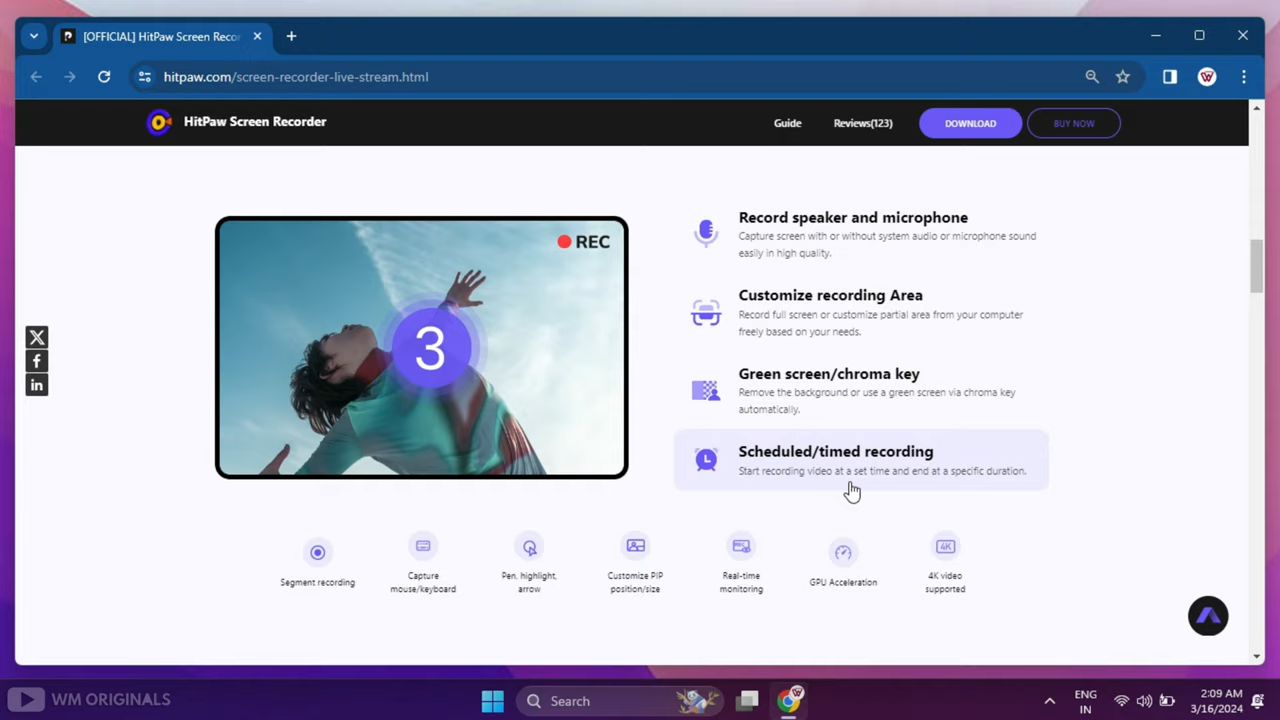 [OFFICIAL] HitPaw Screen Recor
hitpaw.com/screen-recorder-live-stream.html
HitPaw Screen Recorder
Guide
Reviews(123)
DOWNLOAD
BUY NOW
REC
3
Record speaker and microphone
Capture screen with or without system audio or microphone sound
easily in high quality.
Customize recording Area
Record full screen or customize partial area from your computer
freely based on your needs.
Green screen/chroma key
Remove the background or use a green screen via chroma key
automatically.
Scheduled/timed recording
Start recording video at a set time and end at a specific duration.
Segment recording
Capture
mouse/keyboard
Pen, highlight,
arrow
Customize PIP
position/size
Real-time
monitoring
GPU Acceleration
4K
4K video
supported
WM ORIGINALS
Search
ENG
IN
2:09 AM
3/16/2024